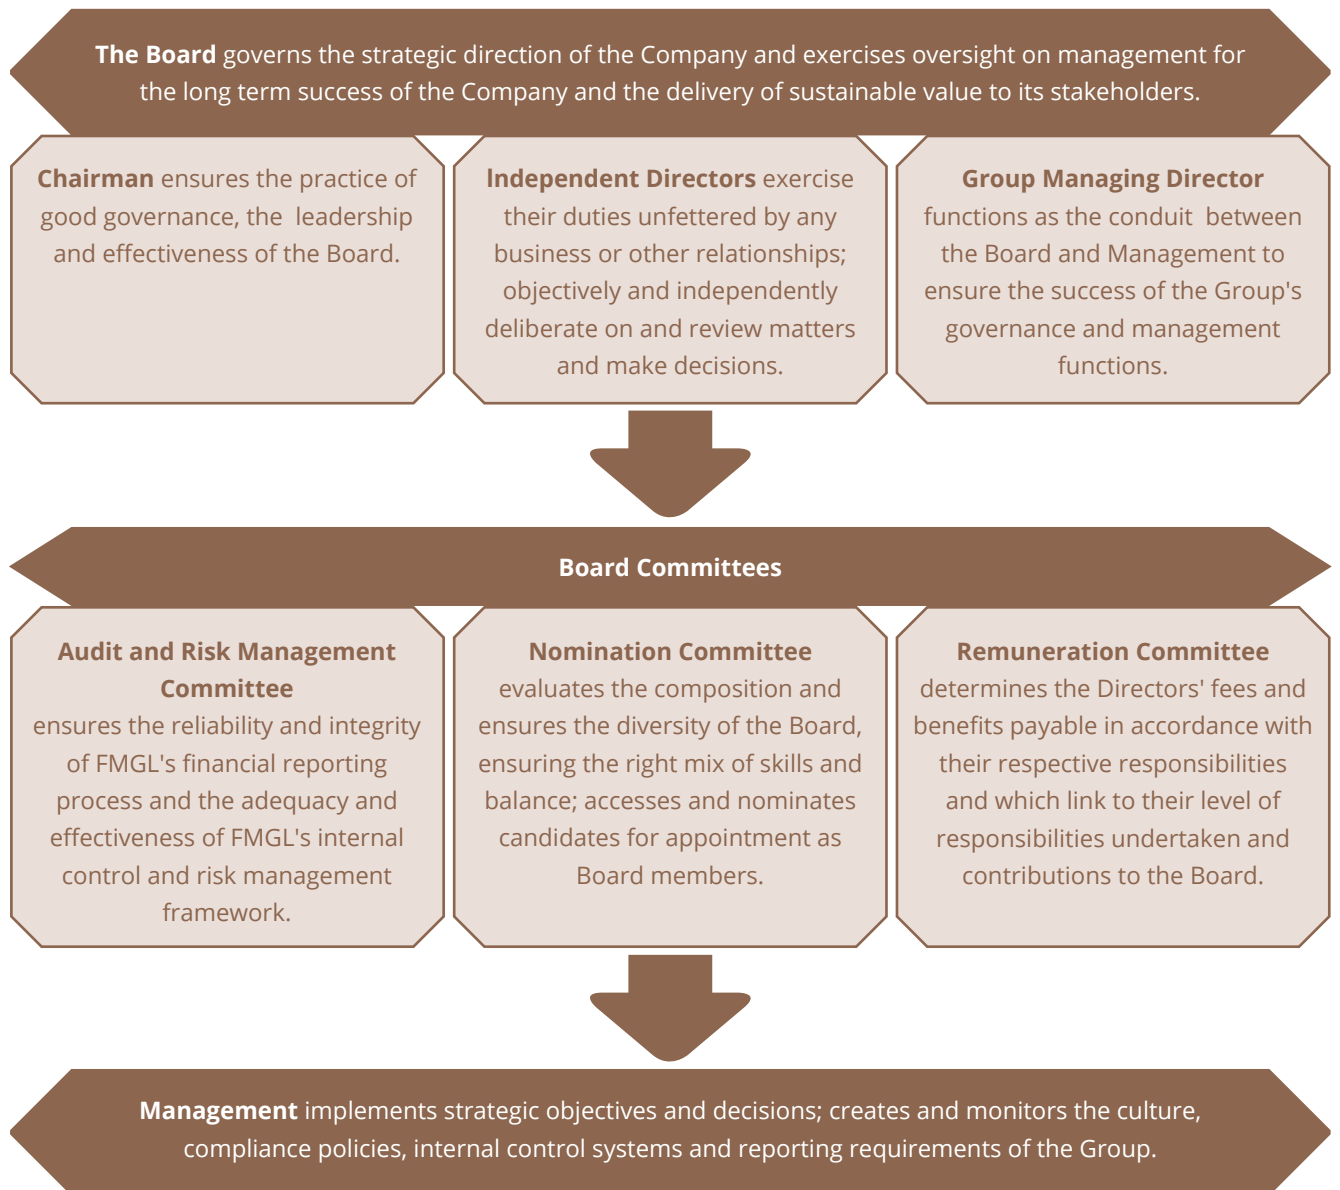 The Board governs the strategic direction of the Company and exercises oversight on management for
the long term success of the Company and the delivery of sustainable value to its stakeholders.
Chairman ensures the practice of
good governance, the leadership
and effectiveness of the Board.
Independent Directors exercise
their duties unfettered by any
business or other relationships;
objectively and independently
deliberate on and review matters
and make decisions.
Group Managing Director
functions as the conduit between
the Board and Management to
ensure the success of the Group's
governance and management
functions.
Board Committees
Audit and Risk Management
Committee
ensures the reliability and integrity
of FMGL's financial reporting
process and the adequacy and
effectiveness of FMGL's internal
control and risk management
framework.
Nomination Committee
evaluates the composition and
ensures the diversity of the Board,
ensuring the right mix of skills and
balance; accesses and nominates
candidates for appointment as
Board members.
Remuneration Committee
determines the Directors' fees and
benefits payable in accordance with
their respective responsibilities
and which link to their level of
responsibilities undertaken and
contributions to the Board.
Management implements strategic objectives and decisions; creates and monitors the culture,
compliance policies, internal control systems and reporting requirements of the Group.